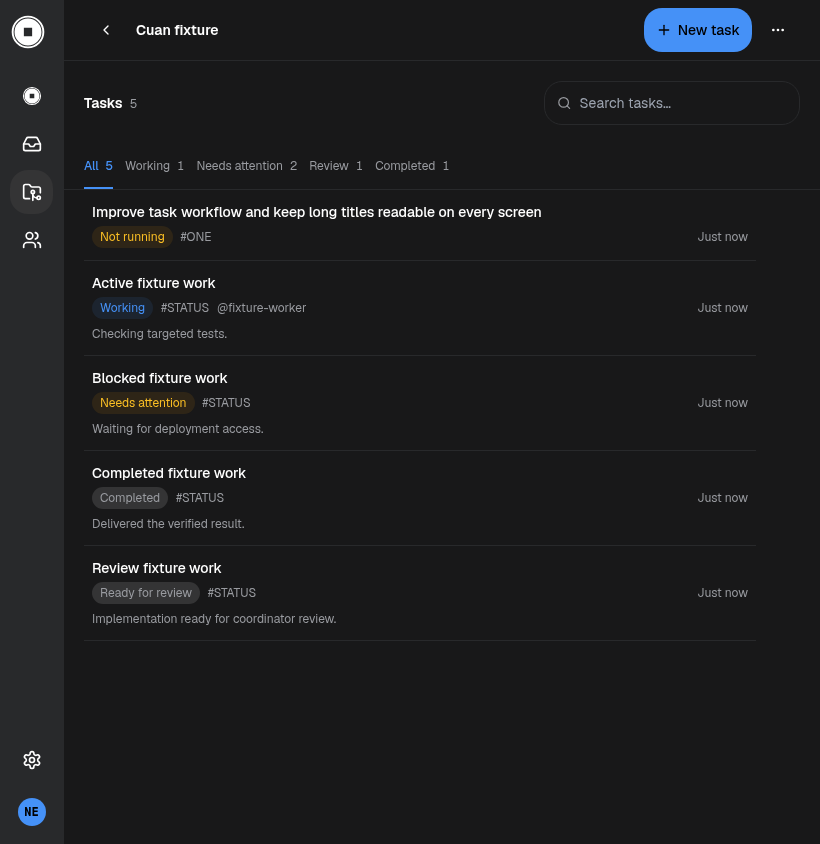 Cuan fixture
+ New task
Tasks 5
Search tasks...
All 5 Working 1 Needs attention 2 Review 1 Completed 1
Improve task workflow and keep long titles readable on every screen
Not running #ONE Just now
Active fixture work
Working #STATUS @fixture-worker Just now
Checking targeted tests.
Blocked fixture work
Needs attention #STATUS Just now
Waiting for deployment access.
Completed fixture work
Completed #STATUS Just now
Delivered the verified result.
Review fixture work
Ready for review #STATUS Just now
Implementation ready for coordinator review.
NE